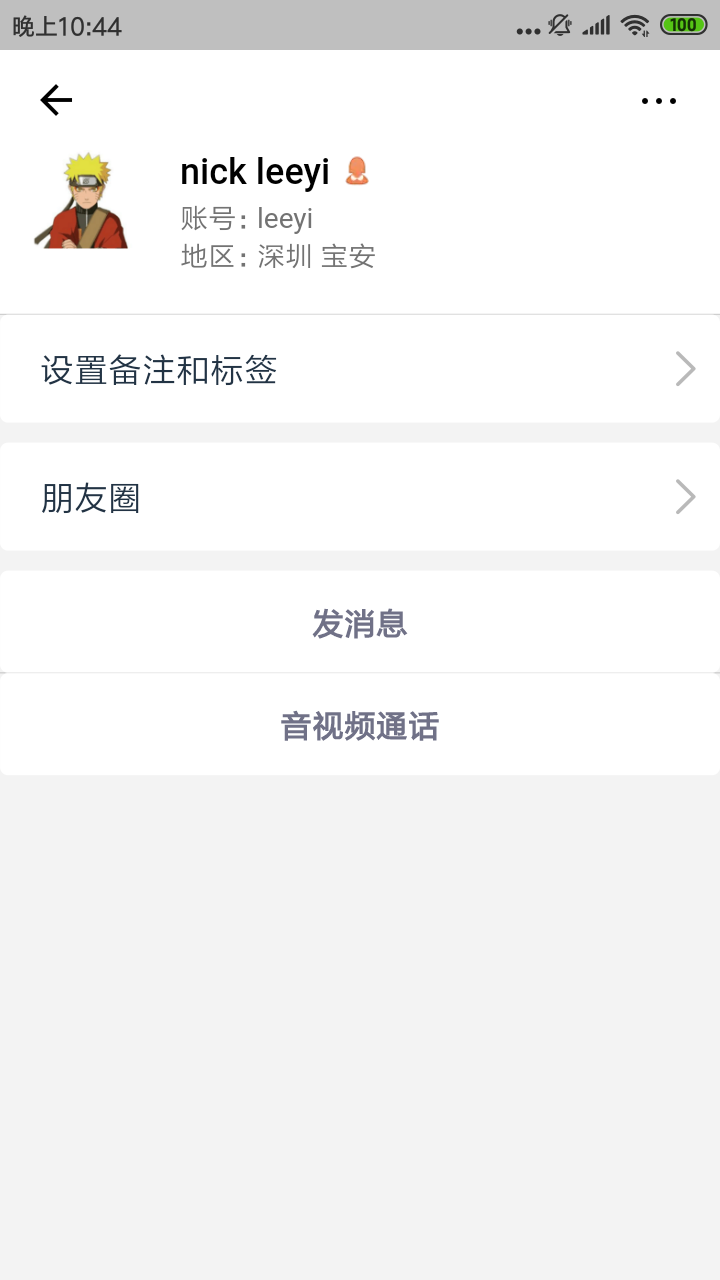 晚上10:44
100
nick leeyi
账号: leeyi
地区: 深圳 宝安
设置备注和标签
朋友圈
发消息
音视频通话